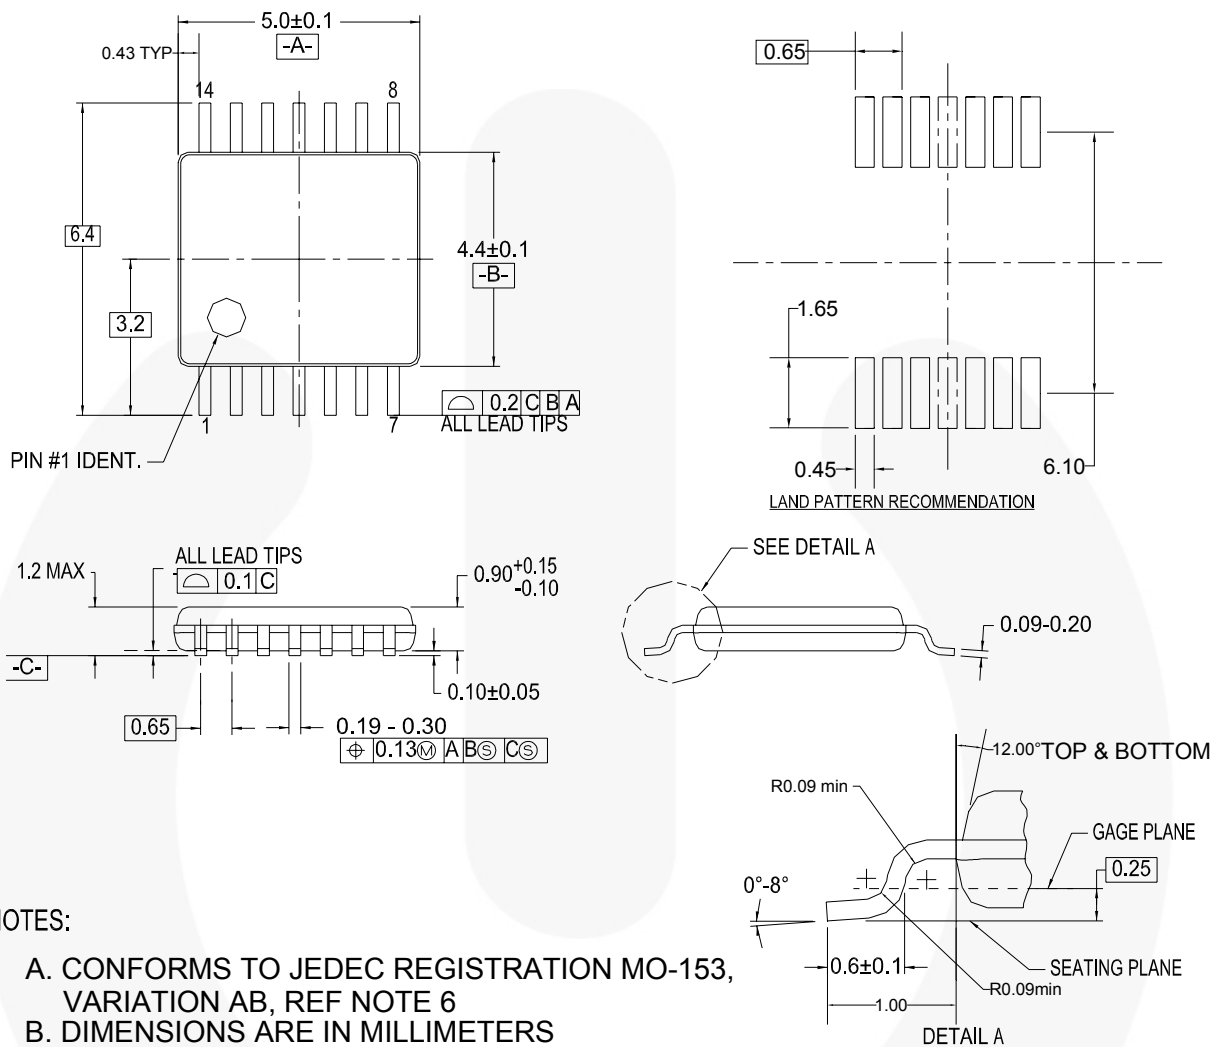 5.0±0.1
-A-
0.43 TYP
14
8
6.4
3.2
4.4±0.1
-B-
0.2 C B A
ALL LEAD TIPS
1
7
PIN #1 IDENT.
0.65
1.65
0.45
6.10
LAND PATTERN RECOMMENDATION
ALL LEAD TIPS
0.1 C
1.2 MAX
0.90 +0.15 -0.10
-C-
0.10±0.05
0.65
0.19 - 0.30
⌖ 0.13Ⓜ A BⓈ CⓈ
SEE DETAIL A
0.09-0.20
12.00° TOP & BOTTOM
R0.09 min
GAGE PLANE
0.25
0°-8°
0.6±0.1
SEATING PLANE
R0.09min
1.00
DETAIL A
NOTES:
A. CONFORMS TO JEDEC REGISTRATION MO-153,
VARIATION AB, REF NOTE 6
B. DIMENSIONS ARE IN MILLIMETERS